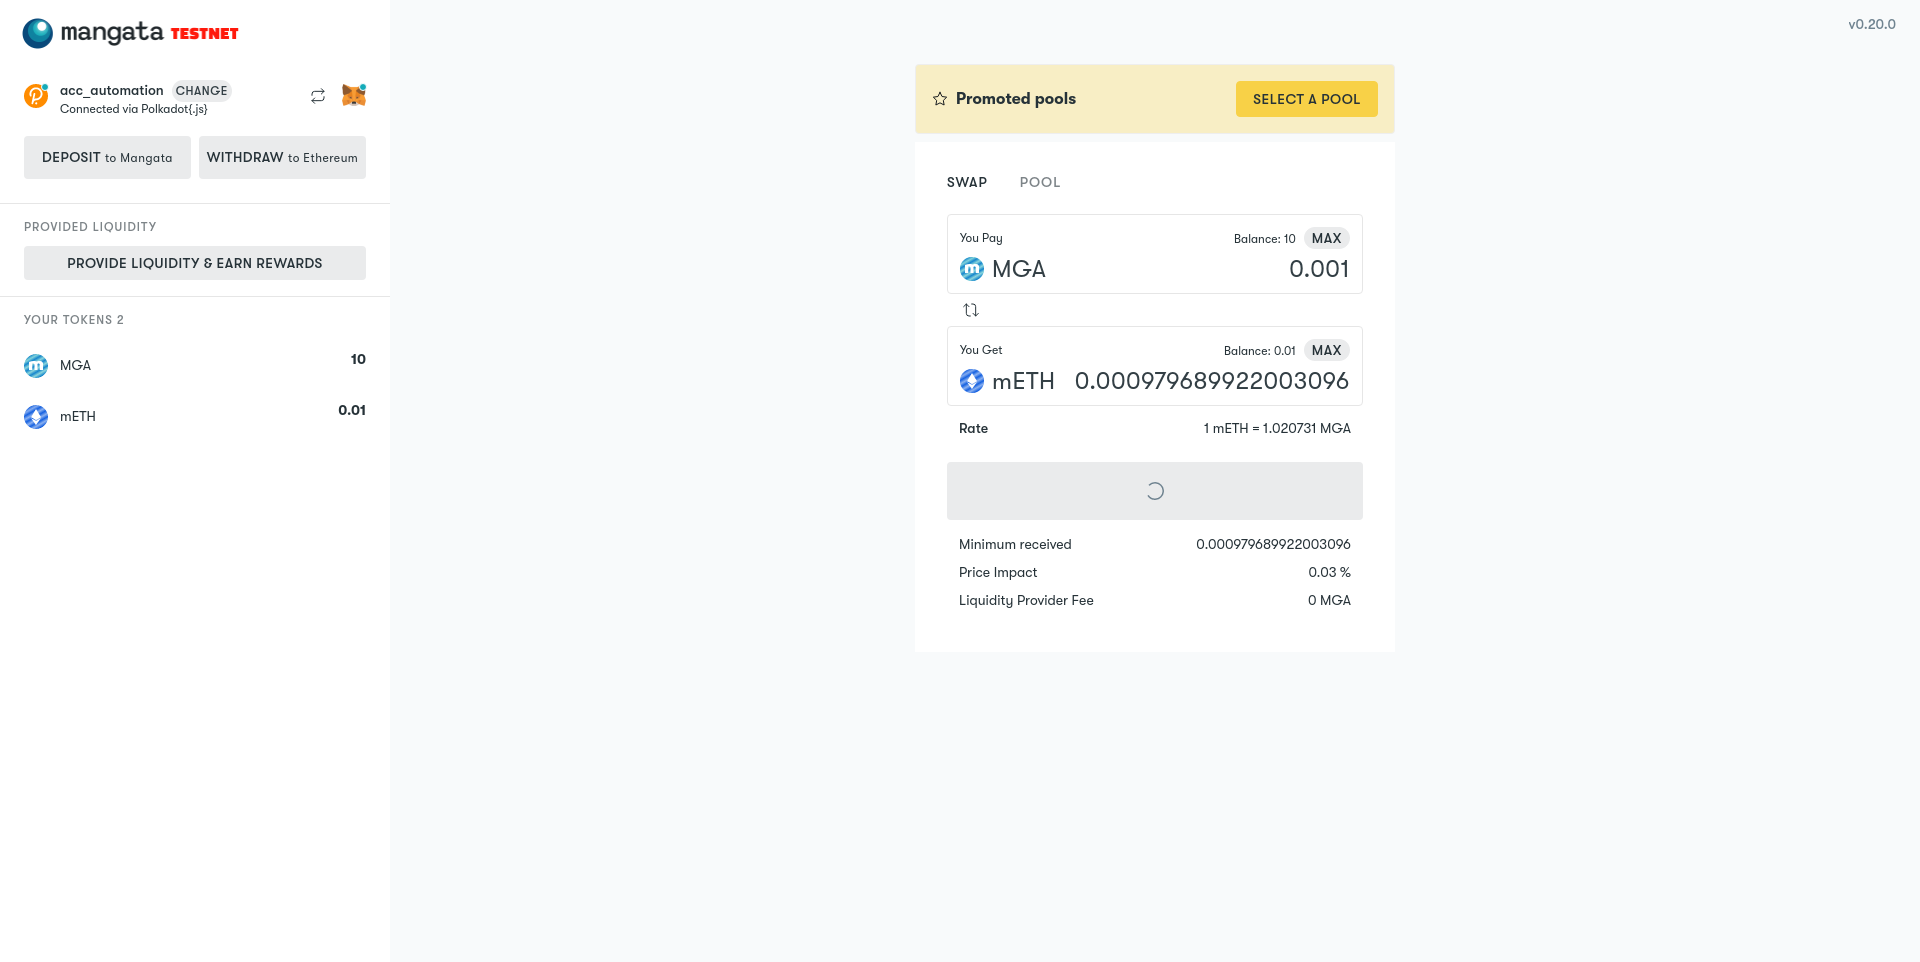 mangata TESTNET
v0.20.0
acc_automation CHANGE
Connected via Polkadot{.js}
DEPOSIT to Mangata
WITHDRAW to Ethereum
PROVIDED LIQUIDITY
PROVIDE LIQUIDITY & EARN REWARDS
YOUR TOKENS 2
MGA 10
mETH 0.01
Promoted pools
SELECT A POOL
SWAP POOL
You Pay Balance: 10 MAX
MGA 0.001
You Get Balance: 0.01 MAX
mETH 0.000979689922003096
Rate 1 mETH = 1.020731 MGA
Minimum received 0.000979689922003096
Price Impact 0.03 %
Liquidity Provider Fee 0 MGA